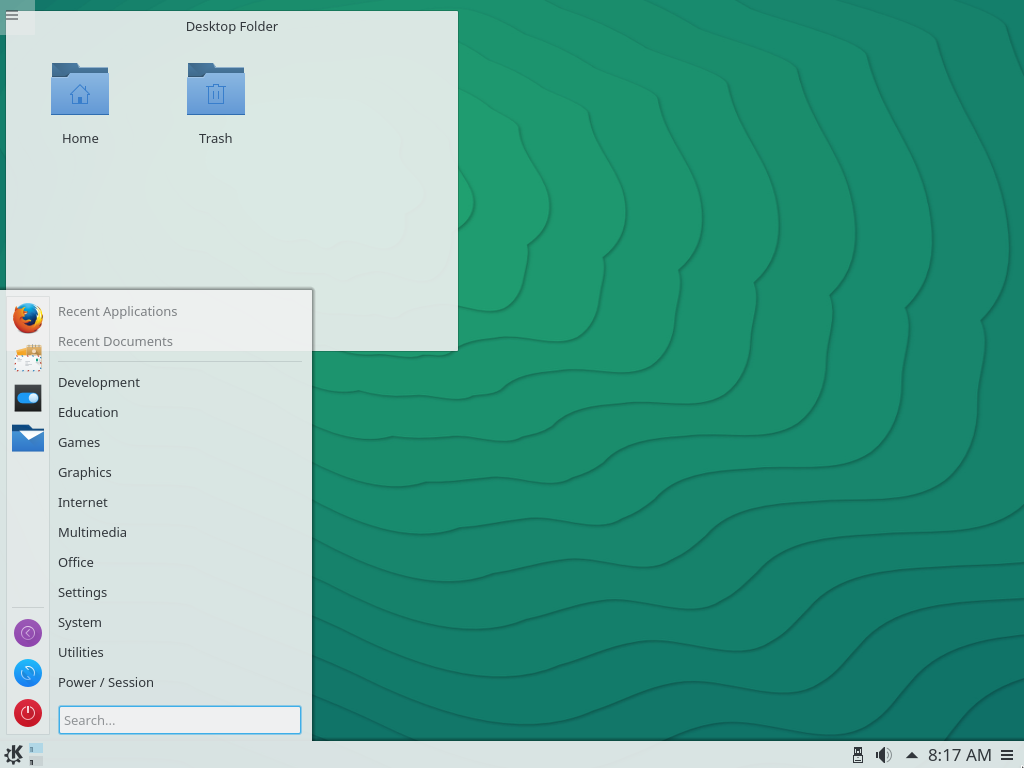 Desktop Folder
Home
Trash
Recent Applications
Recent Documents
Development
Education
Games
Graphics
Internet
Multimedia
Office
Settings
System
Utilities
Power / Session
Search...
8:17 AM